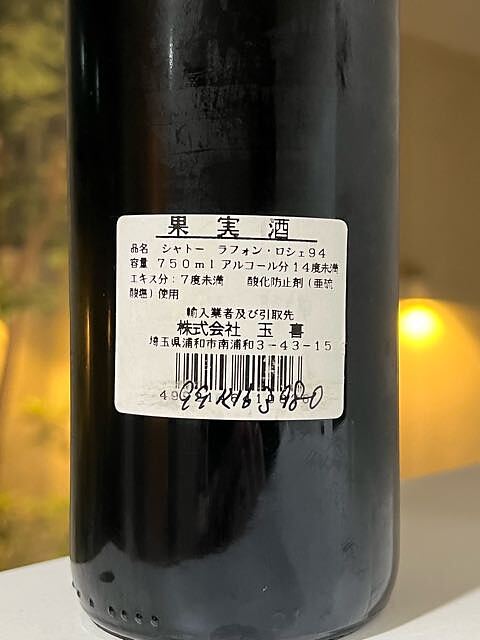 果実酒
品名 シャトー ラフォン・ロシェ94
容量 750ml アルコール分14度未満
エキス分:7度未満 酸化防止剤(亜硫
酸塩)使用
輸入業者及び引取先
株式会社 玉喜
埼玉県浦和市南浦和3-43-15